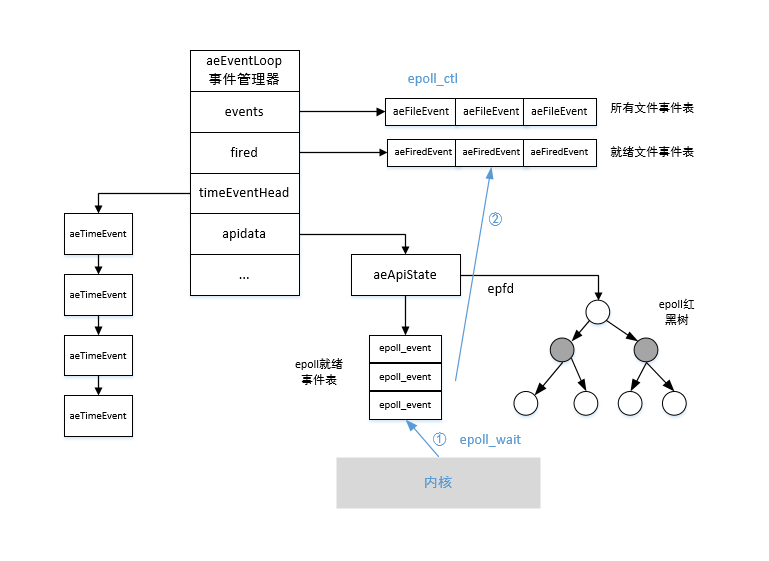 aeEventLoop
事件管理器
events
fired
timeEventHead
apidata
...
epoll_ctl
aeFileEvent aeFileEvent aeFileEvent
所有文件事件表
aeFiredEvent aeFiredEvent aeFiredEvent
就绪文件事件表
aeTimeEvent
aeTimeEvent
aeTimeEvent
aeTimeEvent
②
aeApiState
epfd
epoll红
黑树
epoll就绪
事件表
epoll_event
epoll_event
epoll_event
① epoll_wait
内核